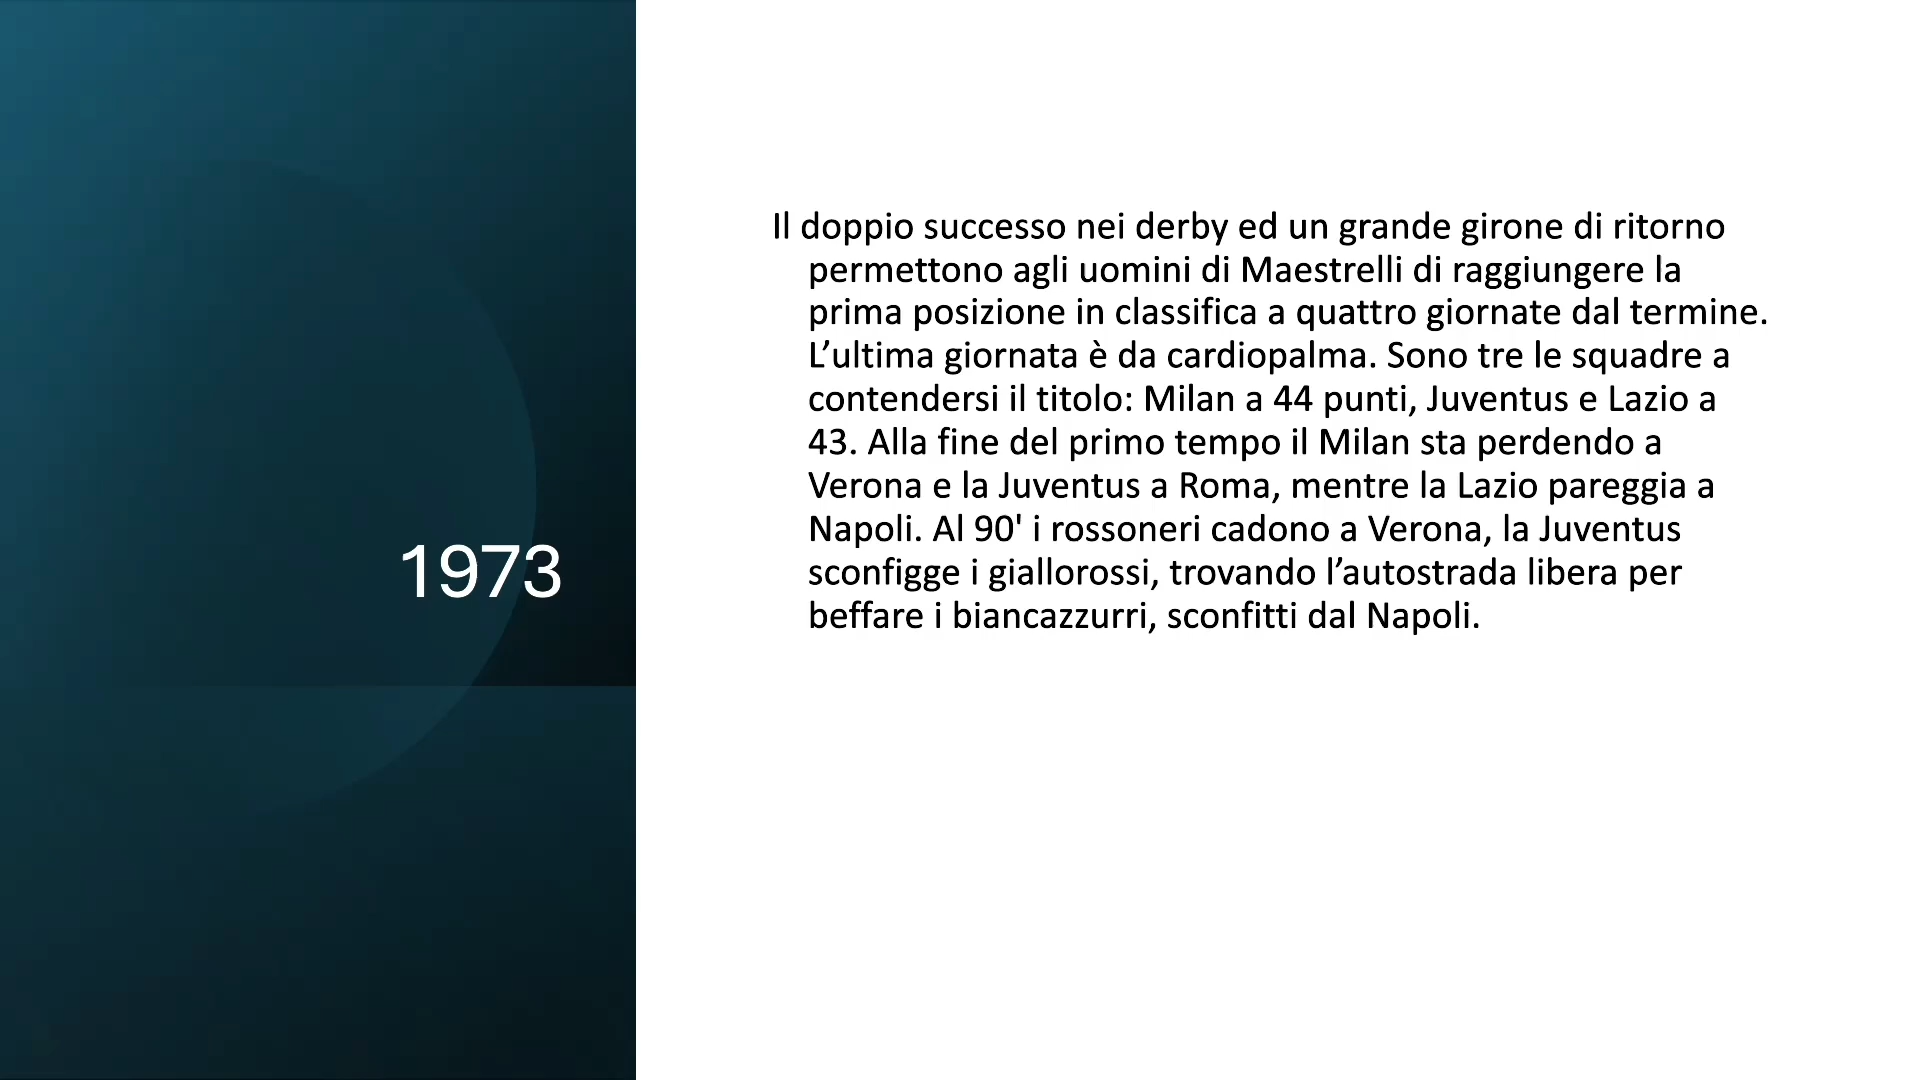 1973
Il doppio successo nei derby ed un grande girone di ritorno
permettono agli uomini di Maestrelli di raggiungere la
prima posizione in classifica a quattro giornate dal termine.
L’ultima giornata è da cardiopalma. Sono tre le squadre a
contendersi il titolo: Milan a 44 punti, Juventus e Lazio a
43. Alla fine del primo tempo il Milan sta perdendo a
Verona e la Juventus a Roma, mentre la Lazio pareggia a
Napoli. Al 90' i rossoneri cadono a Verona, la Juventus
sconfigge i giallorossi, trovando l’autostrada libera per
beffare i biancazzurri, sconfitti dal Napoli.